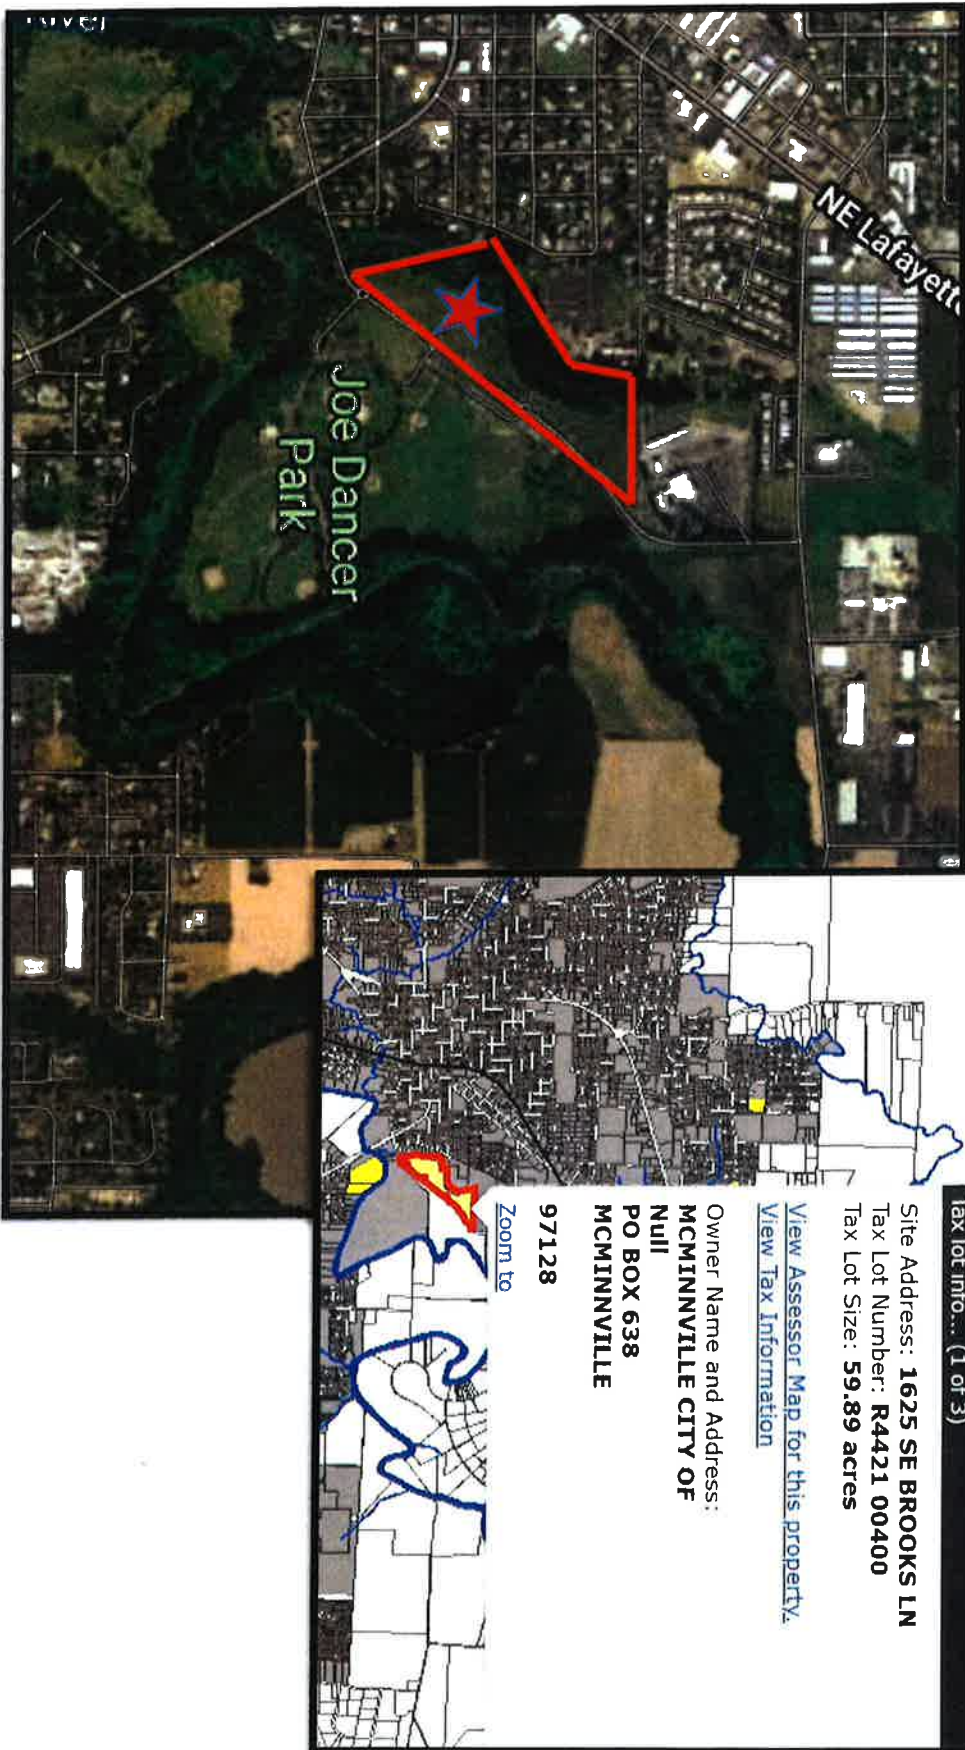 River
NE Lafayette
Joe Dancer
Park
Tax lot info... (1 of 3)
Site Address: 1625 SE BROOKS LN
Tax Lot Number: R4421 00400
Tax Lot Size: 59.89 acres
View Assessor Map for this property.
View Tax Information
Owner Name and Address:
MCMINNVILLE CITY OF
Null
PO BOX 638
MCMINNVILLE
97128
Zoom to